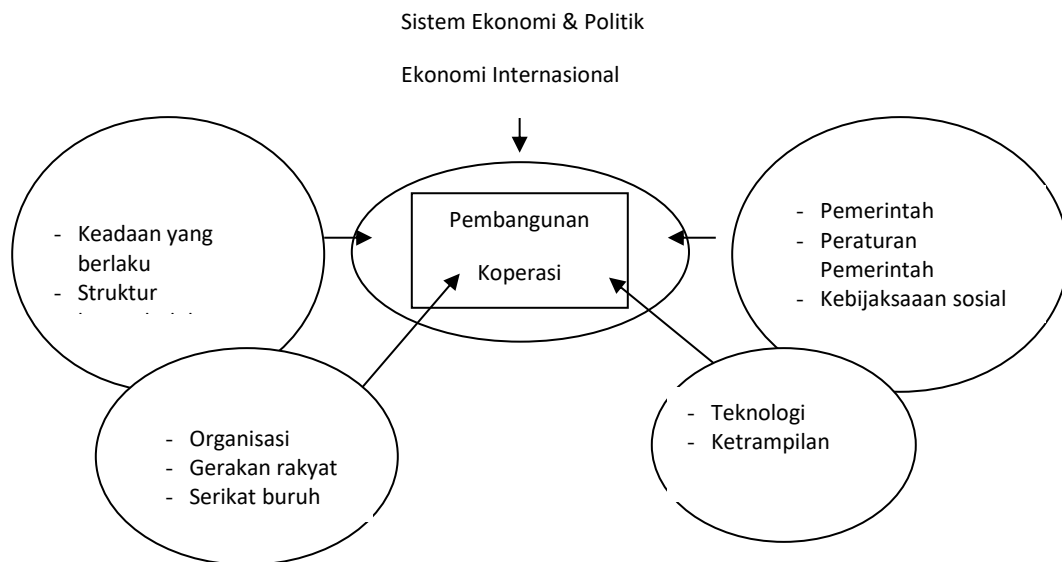 Sistem Ekonomi & Politik
Ekonomi Internasional
- Keadaan yang
berlaku
- Struktur
Pembangunan
Koperasi
- Pemerintah
- Peraturan
Pemerintah
- Kebijaksaaan sosial
- Organisasi
- Gerakan rakyat
- Serikat buruh
- Teknologi
- Ketrampilan